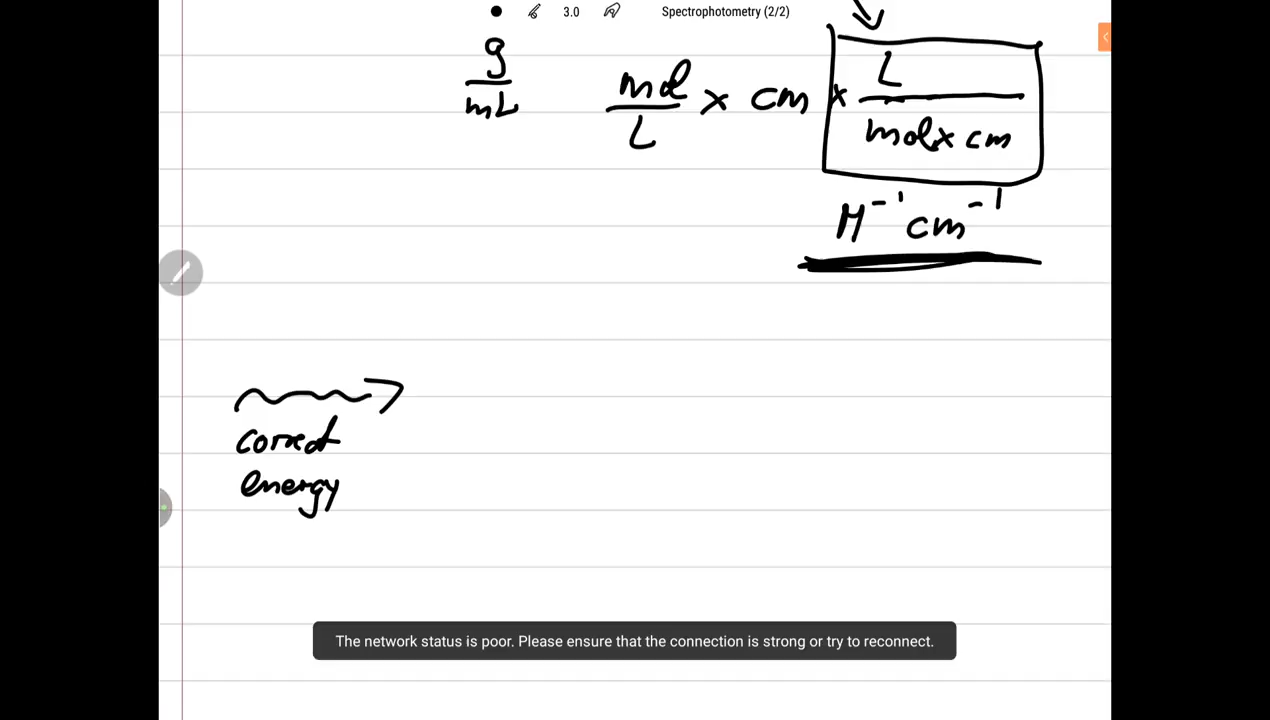 3.0 Spectrophotometry (2/2)
g/mL mol/L x cm x L/mol x cm
M⁻¹ cm⁻¹
correct
energy
The network status is poor. Please ensure that the connection is strong or try to reconnect.